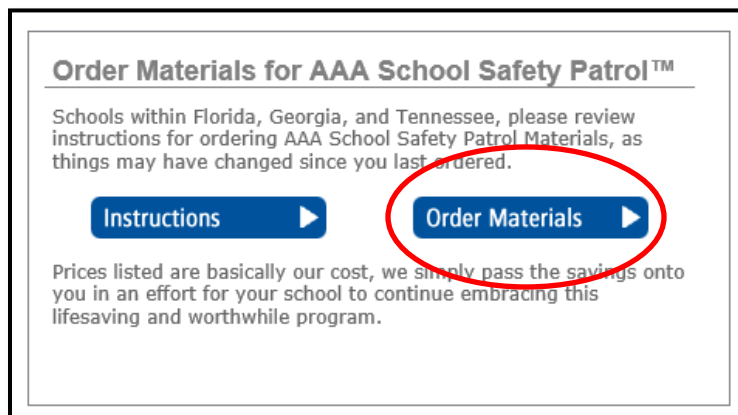 Order Materials for AAA School Safety Patrol™
Schools within Florida, Georgia, and Tennessee, please review
instructions for ordering AAA School Safety Patrol Materials, as
things may have changed since you last ordered.
Instructions
Order Materials
Prices listed are basically our cost, we simply pass the savings onto
you in an effort for your school to continue embracing this
lifesaving and worthwhile program.